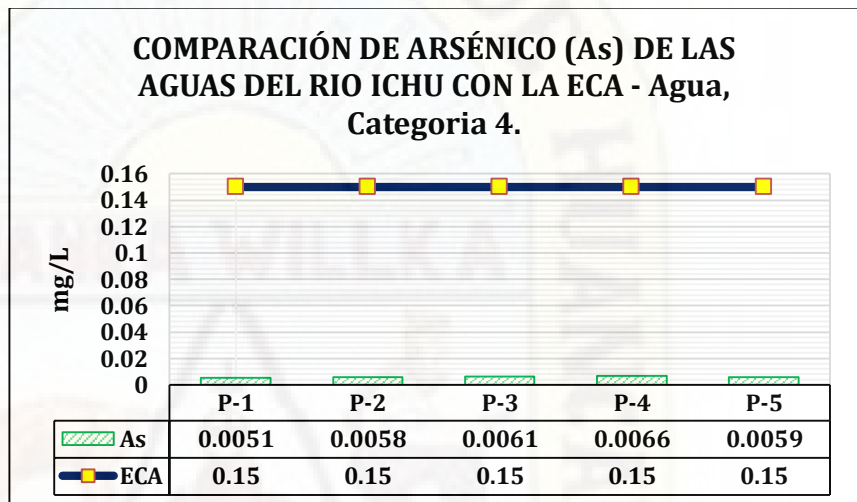 COMPARACIÓN DE ARSÉNICO (As) DE LAS
AGUAS DEL RIO ICHU CON LA ECA - Agua,
Categoria 4.
mg/L
0.16
0.14
0.12
0.1
0.08
0.06
0.04
0.02
0
P-1 P-2 P-3 P-4 P-5
As 0.0051 0.0058 0.0061 0.0066 0.0059
ECA 0.15 0.15 0.15 0.15 0.15